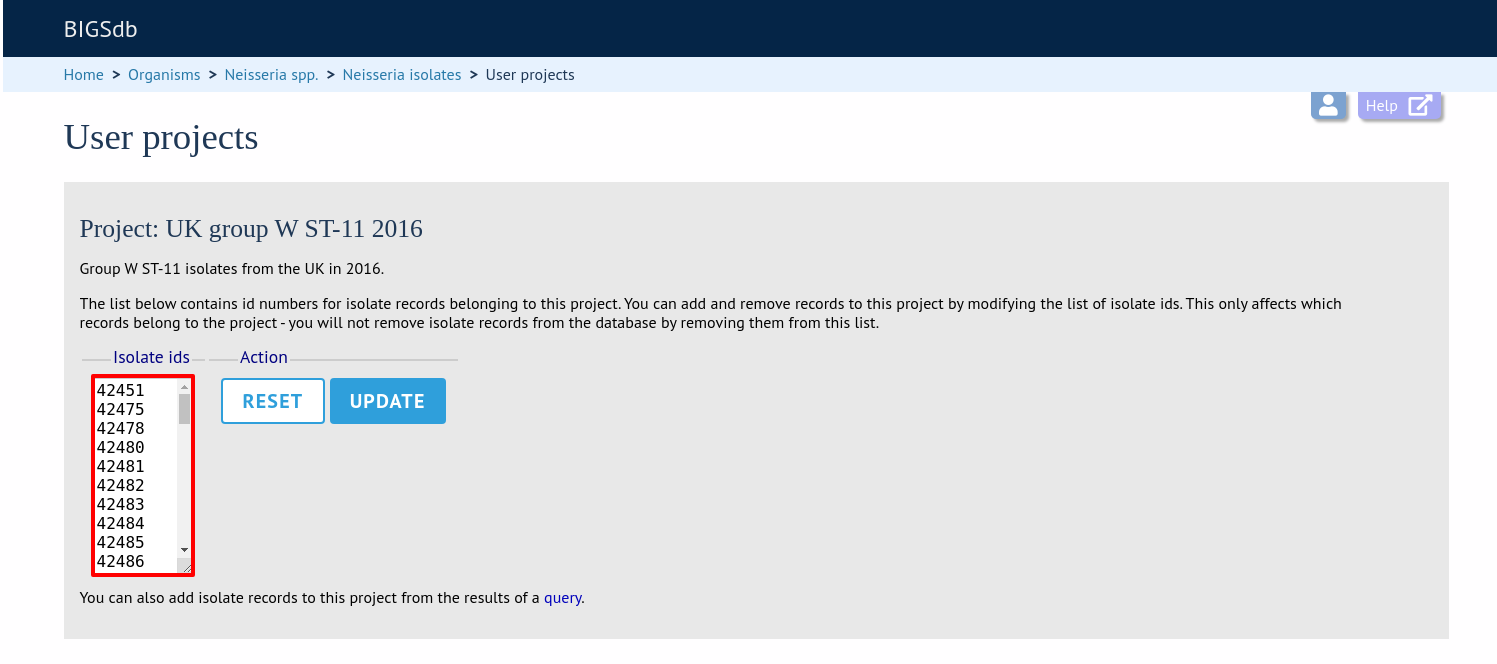 BIGSdb
Home > Organisms > Neisseria spp. > Neisseria isolates > User projects
Help
User projects
Project: UK group W ST-11 2016
Group W ST-11 isolates from the UK in 2016.
The list below contains id numbers for isolate records belonging to this project. You can add and remove records to this project by modifying the list of isolate ids. This only affects which
records belong to the project - you will not remove isolate records from the database by removing them from this list.
Isolate ids
42451
42475
42478
42480
42481
42482
42483
42484
42485
42486
Action
RESET UPDATE
You can also add isolate records to this project from the results of a query.